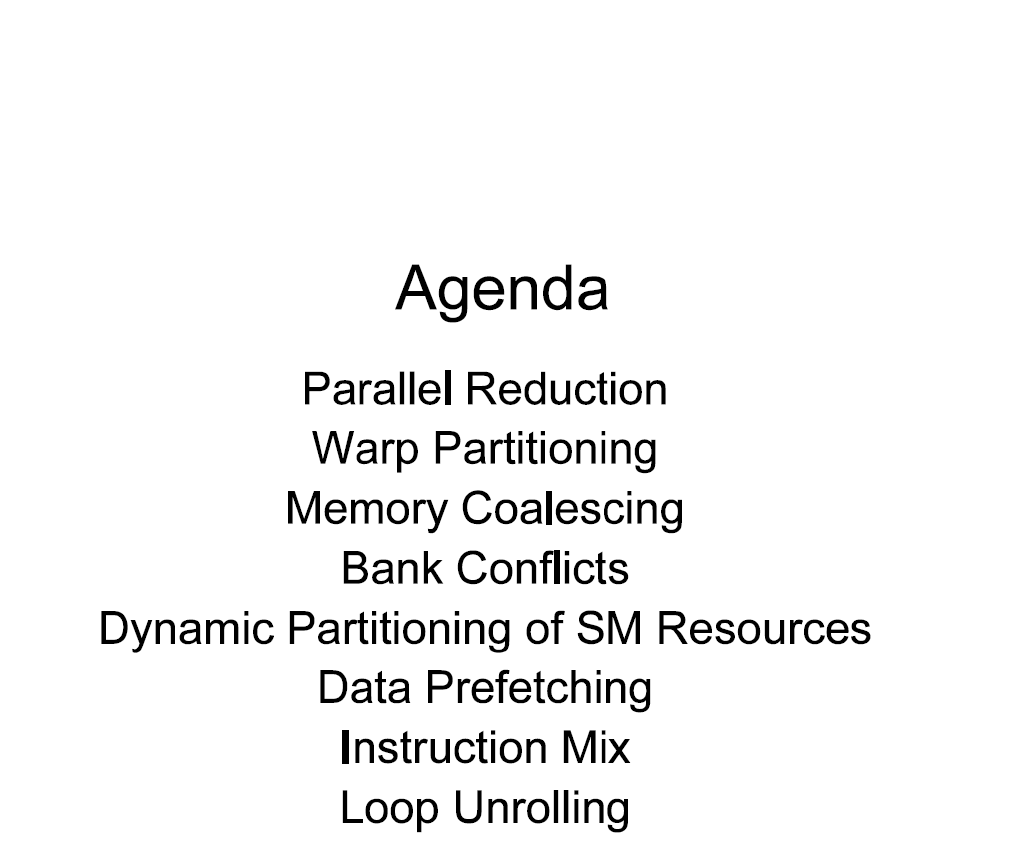 Agenda
Parallel Reduction
Warp Partitioning
Memory Coalescing
Bank Conflicts
Dynamic Partitioning of SM Resources
Data Prefetching
Instruction Mix
Loop Unrolling